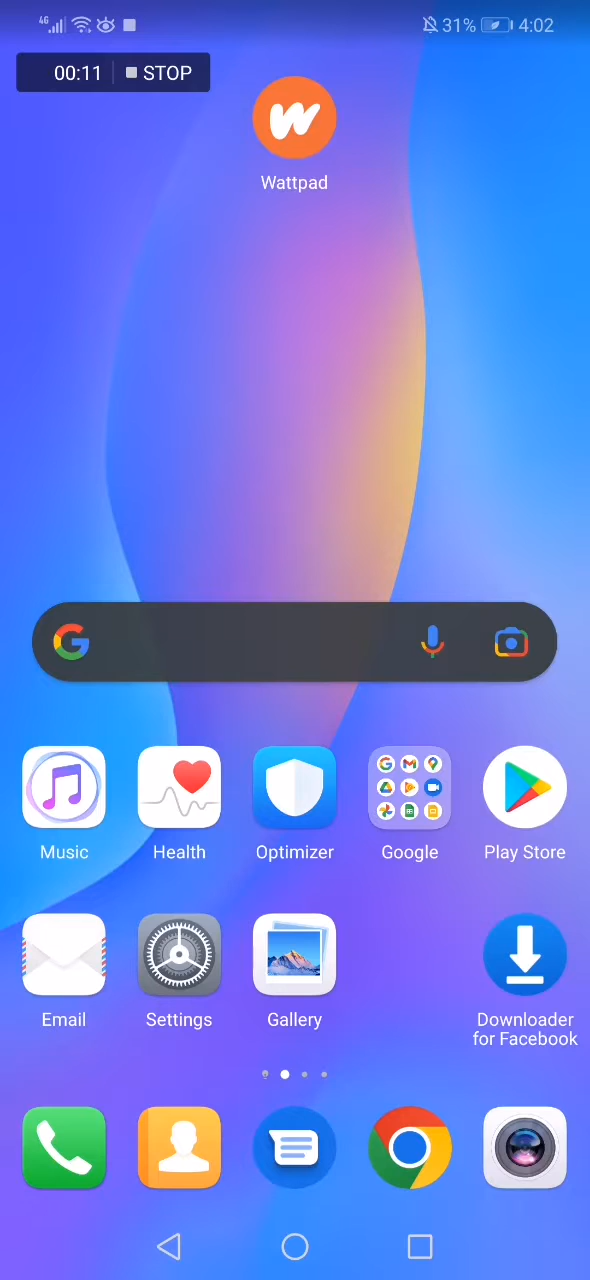 4G 31% 4:02
00:11 STOP
Wattpad
Music Health Optimizer Google Play Store
Email Settings Gallery Downloader
for Facebook